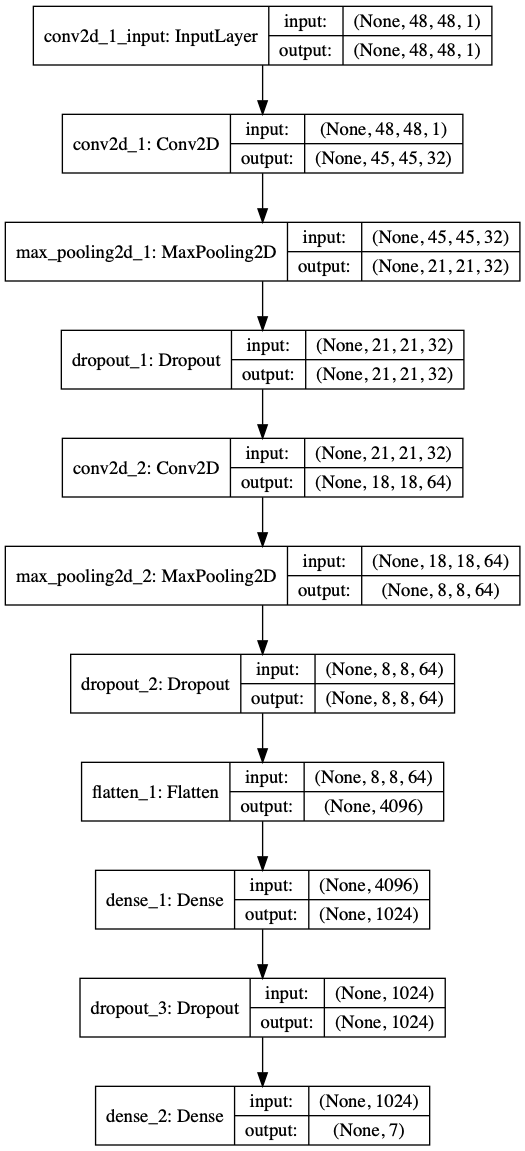 conv2d_1_input: InputLayer
input: (None, 48, 48, 1)
output: (None, 48, 48, 1)
conv2d_1: Conv2D
input: (None, 48, 48, 1)
output: (None, 45, 45, 32)
max_pooling2d_1: MaxPooling2D
input: (None, 45, 45, 32)
output: (None, 21, 21, 32)
dropout_1: Dropout
input: (None, 21, 21, 32)
output: (None, 21, 21, 32)
conv2d_2: Conv2D
input: (None, 21, 21, 32)
output: (None, 18, 18, 64)
max_pooling2d_2: MaxPooling2D
input: (None, 18, 18, 64)
output: (None, 8, 8, 64)
dropout_2: Dropout
input: (None, 8, 8, 64)
output: (None, 8, 8, 64)
flatten_1: Flatten
input: (None, 8, 8, 64)
output: (None, 4096)
dense_1: Dense
input: (None, 4096)
output: (None, 1024)
dropout_3: Dropout
input: (None, 1024)
output: (None, 1024)
dense_2: Dense
input: (None, 1024)
output: (None, 7)